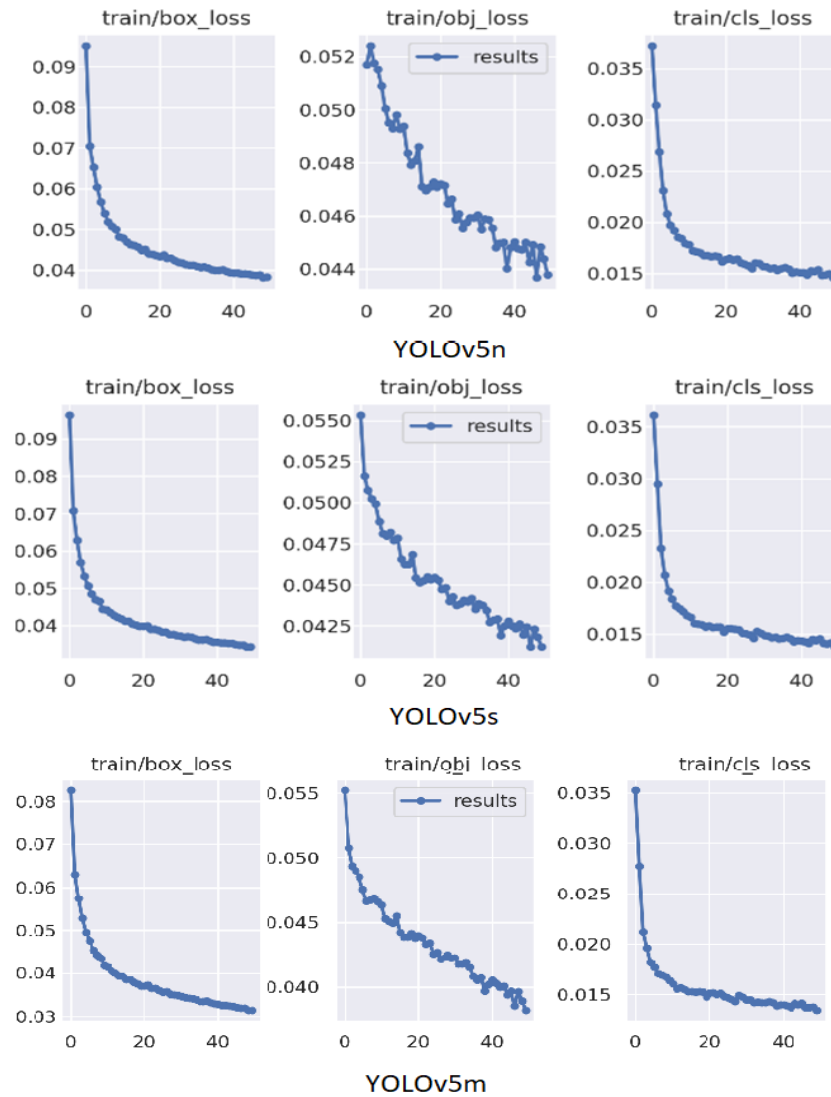 train/box_loss train/obj_loss train/cls_loss
0.09 0.052 results 0.035
0.08 0.050 0.030
0.07 0.048 0.025
0.06 0.046 0.020
0.05 0.044 0.015
0.04
0 20 40 0 20 40 0 20 40
YOLOv5n
train/box_loss train/obj_loss train/cls_loss
0.09 0.0550 results 0.035
0.08 0.0525 0.030
0.07 0.0500 0.025
0.06 0.0475 0.020
0.05 0.0450 0.015
0.04 0.0425
0 20 40 0 20 40 0 20 40
YOLOv5s
train/box_loss train/obj_loss train/cls_loss
0.08 0.055 results 0.035
0.07 0.050 0.030
0.06 0.045 0.025
0.05 0.040 0.020
0.04 0.015
0.03
0 20 40 0 20 40 0 20 40
YOLOv5m